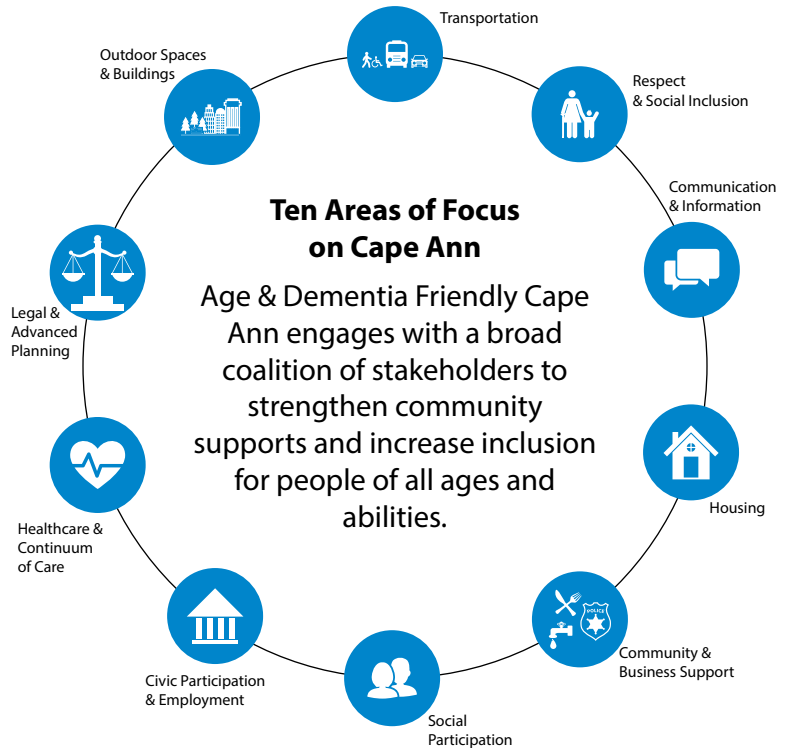 Transportation
Respect
& Social Inclusion
Communication
& Information
Housing
Community &
Business Support
Social
Participation
Civic Participation
& Employment
Healthcare &
Continuum
of Care
Legal &
Advanced
Planning
Outdoor Spaces
& Buildings
POLICE
Ten Areas of Focus
on Cape Ann
Age & Dementia Friendly Cape
Ann engages with a broad
coalition of stakeholders to
strengthen community
supports and increase inclusion
for people of all ages and
abilities.